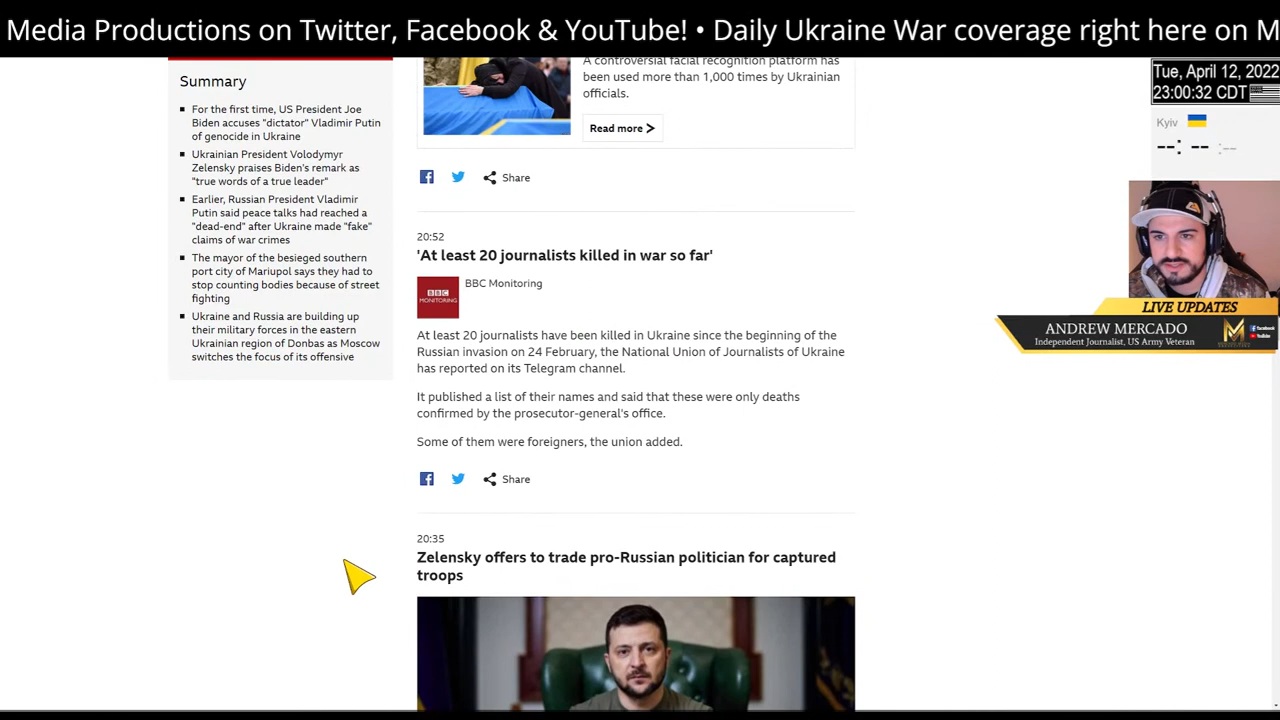 Media Productions on Twitter, Facebook & YouTube! • Daily Ukraine War coverage right here on M
Summary
For the first time, US President Joe
Biden accuses "dictator" Vladimir Putin
of genocide in Ukraine
Ukrainian President Volodymyr
Zelensky praises Biden's remark as
"true words of a true leader"
Earlier, Russian President Vladimir
Putin said peace talks had reached a
"dead-end" after Ukraine made "fake"
claims of war crimes
The mayor of the besieged southern
port city of Mariupol says they had to
stop counting bodies because of street
fighting
Ukraine and Russia are building up
their military forces in the eastern
Ukrainian region of Donbas as Moscow
switches the focus of its offensive
A controversial facial recognition platform has
been used more than 1,000 times by Ukrainian
officials.
Read more
Share
20:52
'At least 20 journalists killed in war so far'
BBC
MONITORING
BBC Monitoring
At least 20 journalists have been killed in Ukraine since the beginning of the
Russian invasion on 24 February, the National Union of Journalists of Ukraine
has reported on its Telegram channel.
It published a list of their names and said that these were only deaths
confirmed by the prosecutor-general's office.
Some of them were foreigners, the union added.
Share
20:35
Zelensky offers to trade pro-Russian politician for captured
troops
Tue, April 12, 2022
23:00:32 CDT
Kyiv
--: -- :--
LIVE UPDATES
ANDREW MERCADO
Independent Journalist, US Army Veteran
Facebook
YouTube